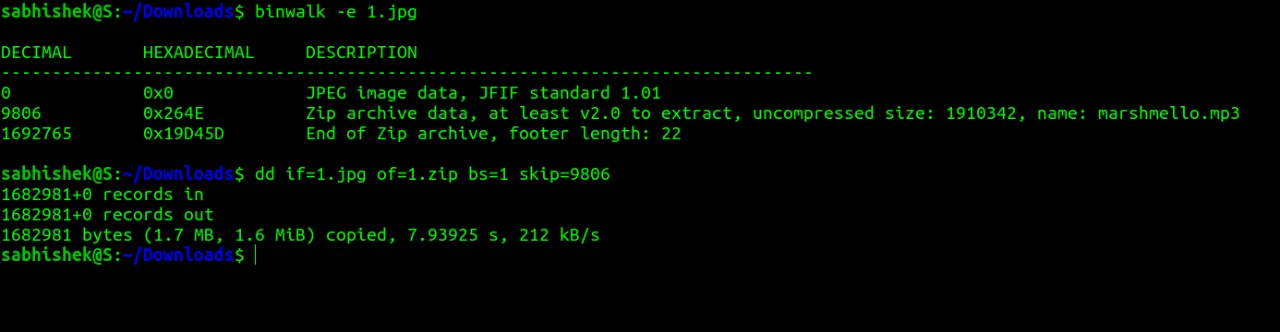 sabhishek@S:~/Downloads$ binwalk -e 1.jpg
DECIMAL       HEXADECIMAL     DESCRIPTION
--------------------------------------------------------------------------------
0             0x0             JPEG image data, JFIF standard 1.01
9806          0x264E          Zip archive data, at least v2.0 to extract, uncompressed size: 1910342, name: marshmello.mp3
1692765       0x19D45D        End of Zip archive, footer length: 22
sabhishek@S:~/Downloads$ dd if=1.jpg of=1.zip bs=1 skip=9806
1682981+0 records in
1682981+0 records out
1682981 bytes (1.7 MB, 1.6 MiB) copied, 7.93925 s, 212 kB/s
sabhishek@S:~/Downloads$